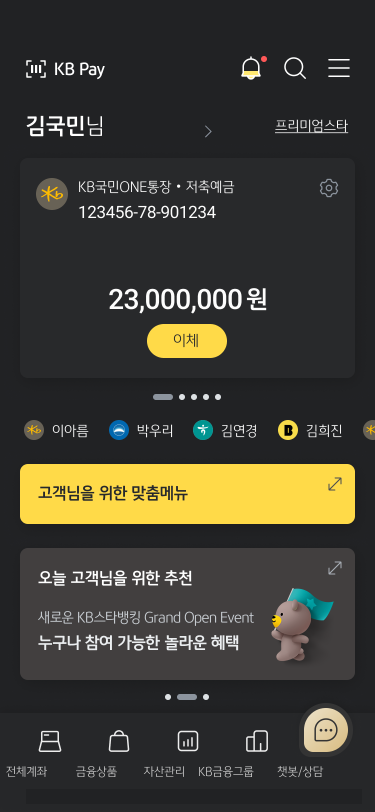 KB Pay
김국민님
프리미엄스타
KB국민ONE통장 • 저축예금
123456-78-901234
23,000,000원
이체
이아름
박우리
김연경
김희진
고객님을 위한 맞춤메뉴
오늘 고객님을 위한 추천
새로운 KB스타뱅킹 Grand Open Event
누구나 참여 가능한 놀라운 혜택
전체계좌
금융상품
자산관리
KB금융그룹
챗봇/상담